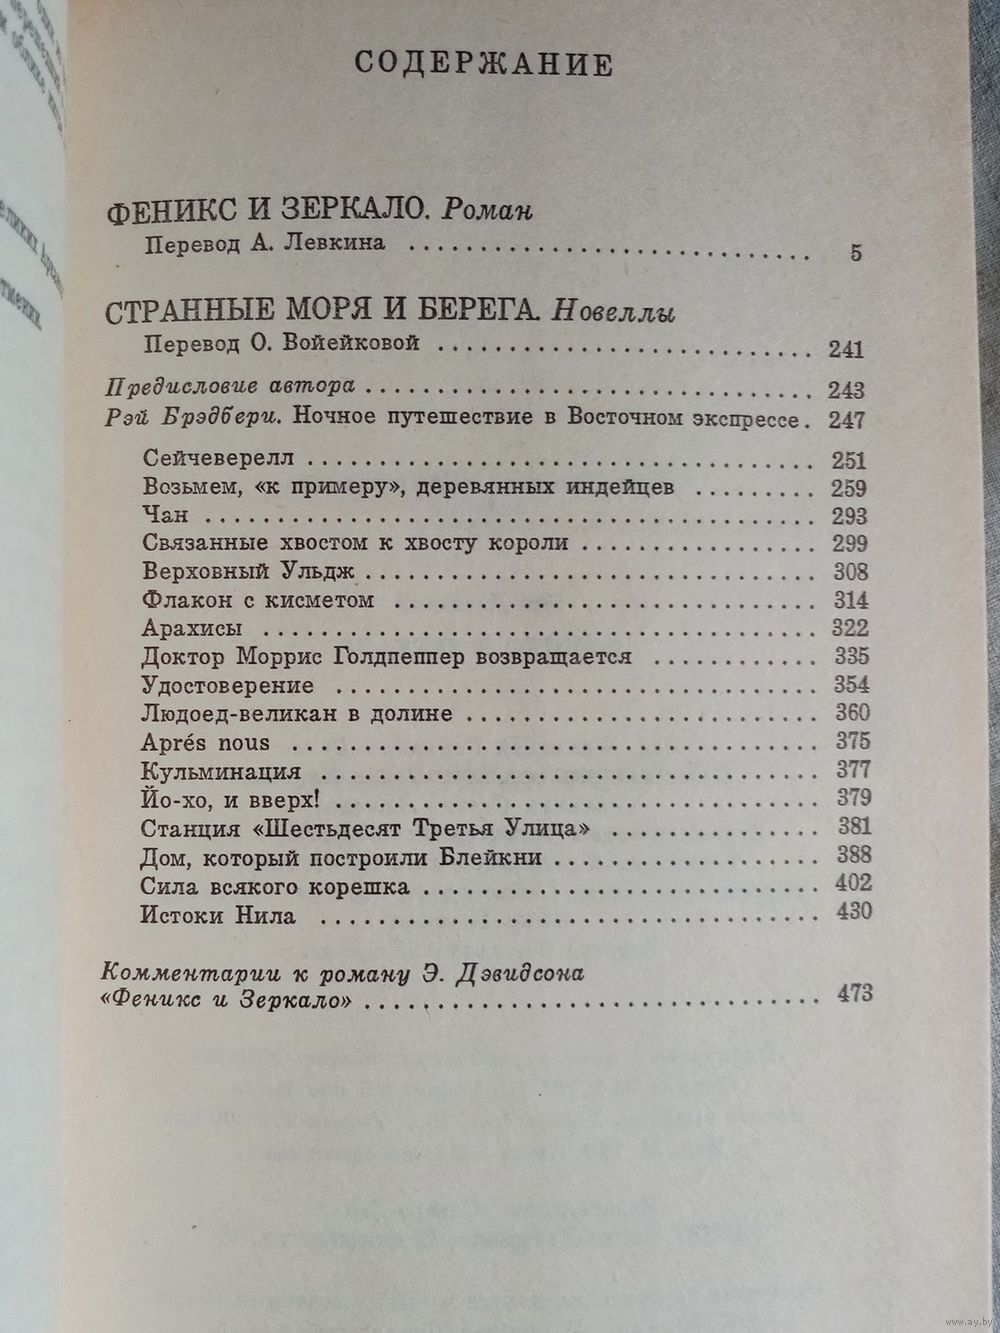 СОДЕРЖАНИЕ
ФЕНИКС И ЗЕРКАЛО. Роман
Перевод А. Левкина .................... 5
СТРАННЫЕ МОРЯ И БЕРЕГА. Новеллы
Перевод О. Войейковой .................... 241
Предисловие автора .................... 243
Рэй Брэдбери. Ночное путешествие в Восточном экспрессе. 247
Сейчеверелл .................... 251
Возьмем, «к примеру», деревянных индейцев .......... 259
Чан .................... 293
Связанные хвостом к хвосту короли .................... 299
Верховный Ульдж .................... 308
Флакон с кисметом .................... 314
Арахисы .................... 322
Доктор Моррис Голдпеппер возвращается .......... 335
Удостоверение .................... 354
Людоед-великан в долине .................... 360
Aprés nous .................... 375
Кульминация .................... 377
Йо-хо, и вверх! .................... 379
Станция «Шестьдесят Третья Улица» .......... 381
Дом, который построили Блейкни .................... 388
Сила всякого корешка .................... 402
Истоки Нила .................... 430
Комментарии к роману Э. Дэвидсона
«Феникс и Зеркало» .................... 473
www.ay.by